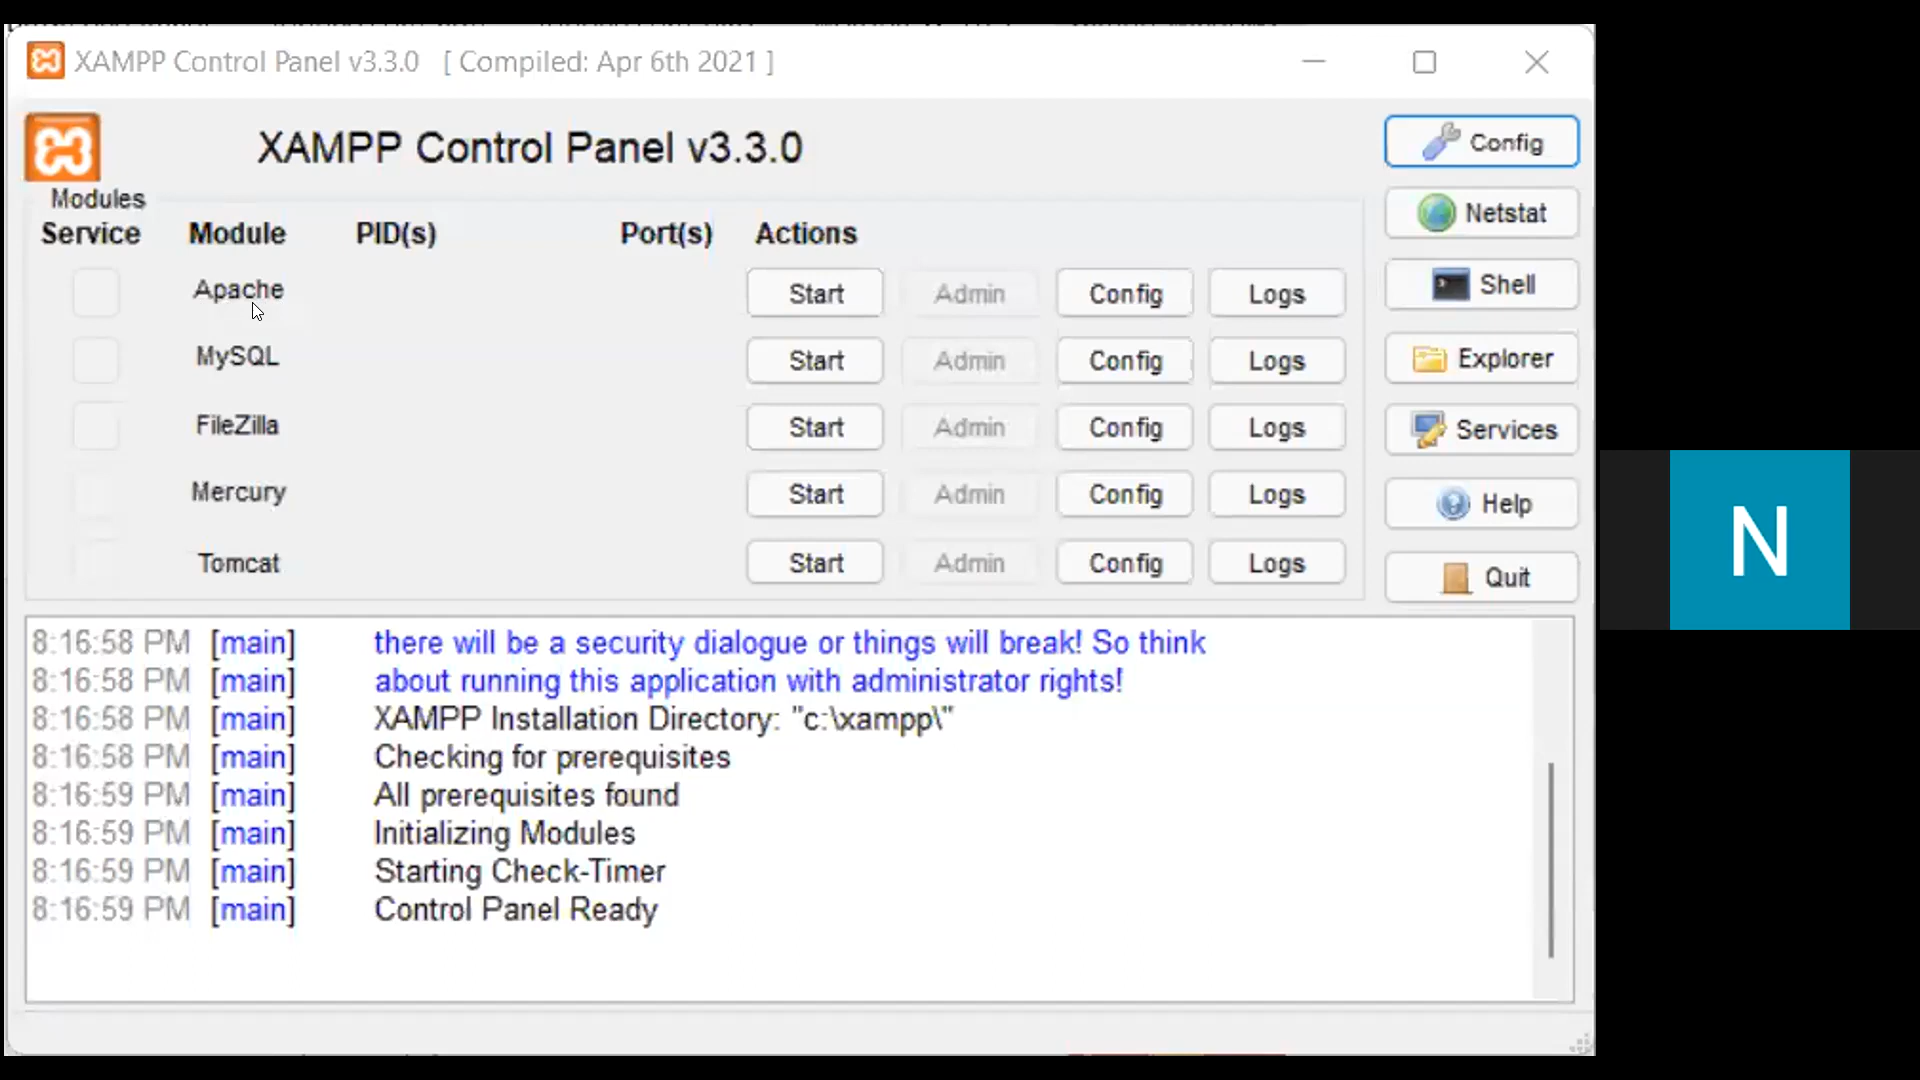 XAMPP Control Panel v3.3.0 [ Compiled: Apr 6th 2021 ]
XAMPP Control Panel v3.3.0
Config
Modules
Service Module PID(s) Port(s) Actions
Netstat
Apache Start Admin Config Logs
Shell
MySQL Start Admin Config Logs
Explorer
FileZilla Start Admin Config Logs
Services
Mercury Start Admin Config Logs
Help
Tomcat Start Admin Config Logs
Quit
8:16:58 PM [main] there will be a security dialogue or things will break! So think
8:16:58 PM [main] about running this application with administrator rights!
8:16:58 PM [main] XAMPP Installation Directory: "c:\xampp\"
8:16:58 PM [main] Checking for prerequisites
8:16:59 PM [main] All prerequisites found
8:16:59 PM [main] Initializing Modules
8:16:59 PM [main] Starting Check-Timer
8:16:59 PM [main] Control Panel Ready
N